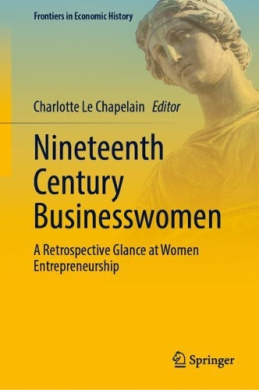 Frontiers in Economic History
Charlotte Le Chapelain Editor
Nineteenth
Century
Businesswomen
A Retrospective Glance at Women
Entrepreneurship
Springer